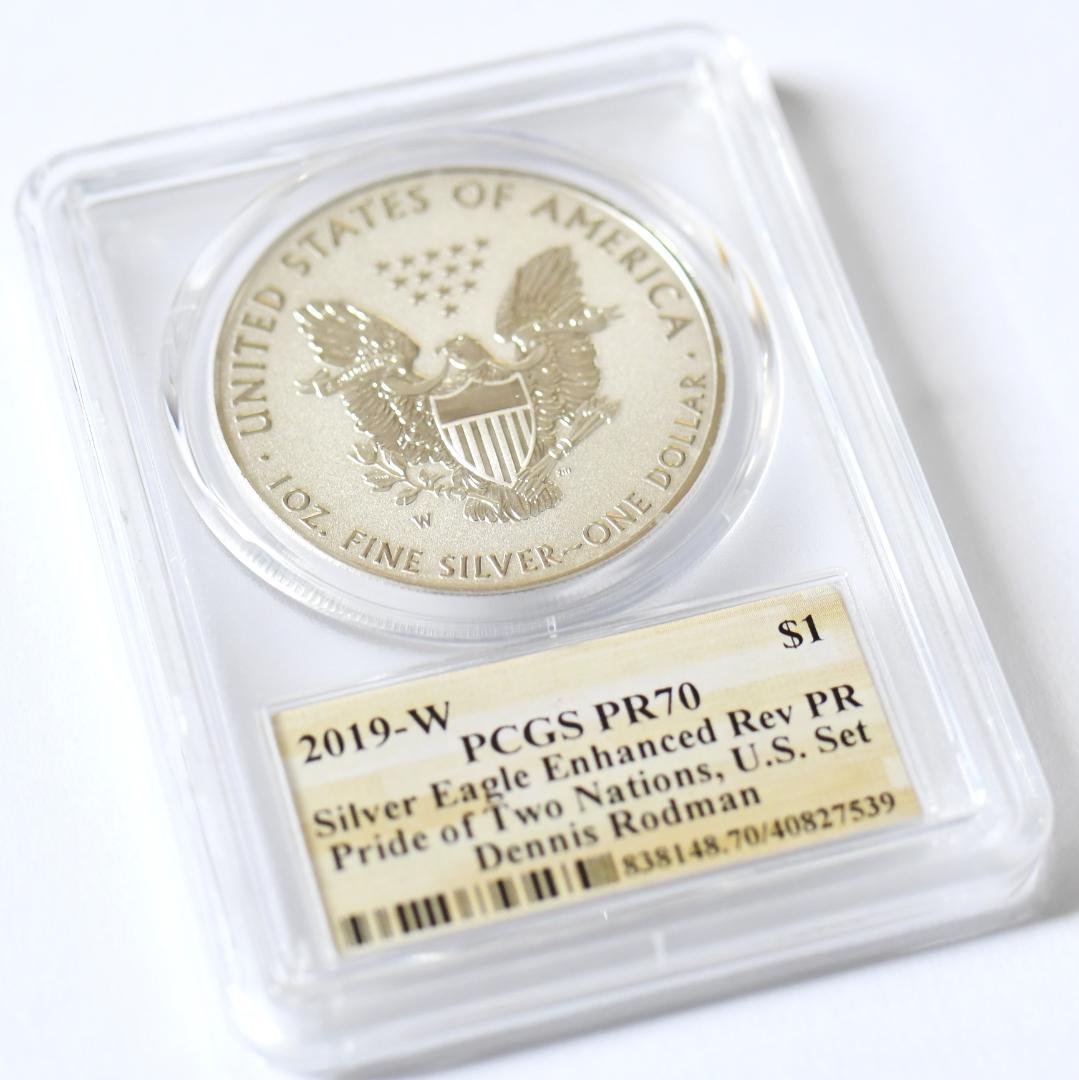 UNITED STATES OF AMERICA
· 1 OZ. FINE SILVER~ONE DOLLAR ·
W
$1
2019-W
PCGS PR70
Silver Eagle Enhanced Rev PR
Pride of Two Nations, U.S. Set
Dennis Rodman
838148.70/40827539